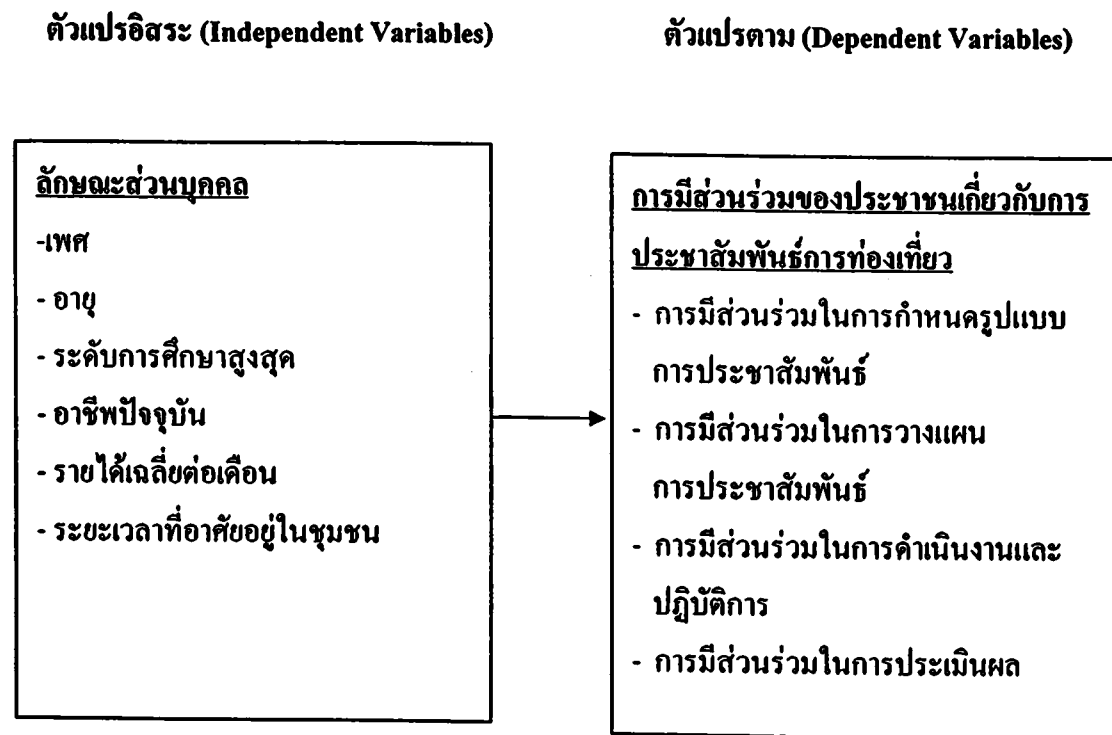 ตัวแปรอิสระ (Independent Variables)
ตัวแปรตาม (Dependent Variables)
ลักษณะส่วนบุคคล
-เพศ
- อายุ
- ระดับการศึกษาสูงสุด
- อาชีพปัจจุบัน
- รายได้เฉลี่ยต่อเดือน
- ระยะเวลาที่อาศัยอยู่ในชุมชน
การมีส่วนร่วมของประชาชนเกี่ยวกับการ
ประชาสัมพันธ์การท่องเที่ยว
- การมีส่วนร่วมในการกำหนดรูปแบบ
การประชาสัมพันธ์
- การมีส่วนร่วมในการวางแผน
การประชาสัมพันธ์
- การมีส่วนร่วมในการดำเนินงานและ
ปฏิบัติการ
- การมีส่วนร่วมในการประเมินผล